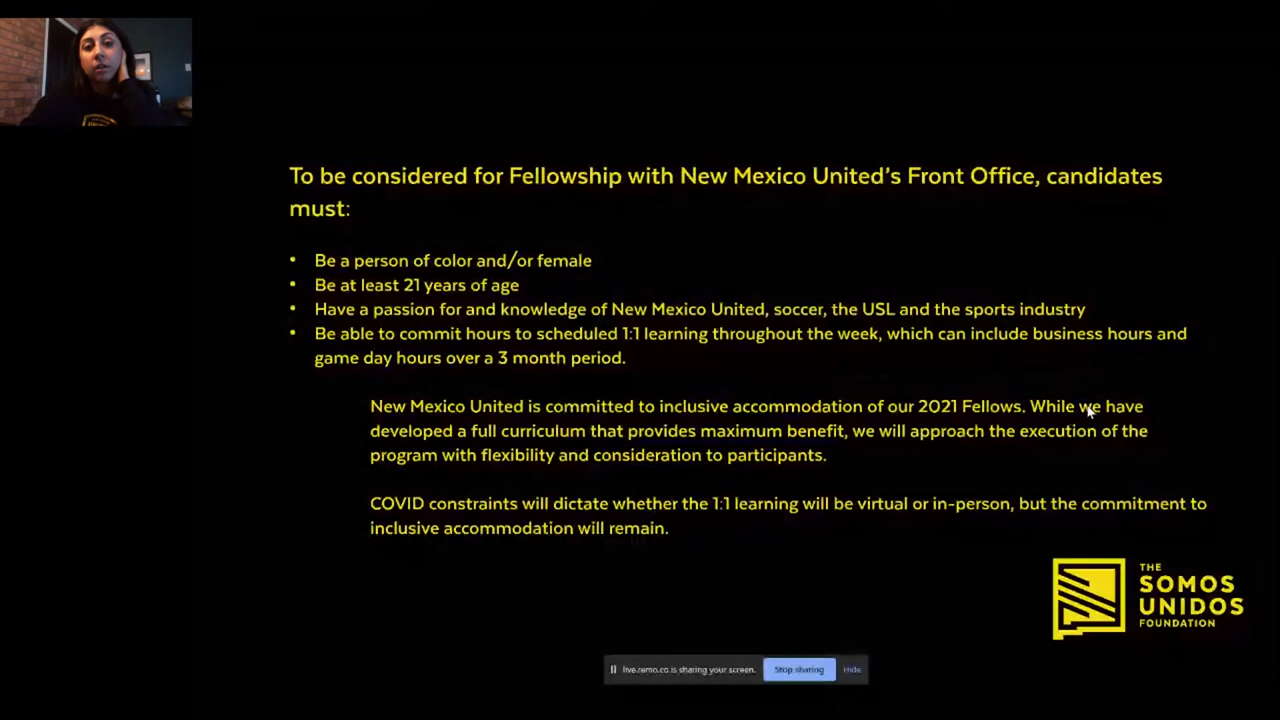 To be considered for Fellowship with New Mexico United's Front Office, candidates
must:
• Be a person of color and/or female
• Be at least 21 years of age
• Have a passion for and knowledge of New Mexico United, soccer, the USL and the sports industry
• Be able to commit hours to scheduled 1:1 learning throughout the week, which can include business hours and
game day hours over a 3 month period.
New Mexico United is committed to inclusive accommodation of our 2021 Fellows. While we have
developed a full curriculum that provides maximum benefit, we will approach the execution of the
program with flexibility and consideration to participants.
COVID constraints will dictate whether the 1:1 learning will be virtual or in-person, but the commitment to
inclusive accommodation will remain.
THE
SOMOS
UNIDOS
FOUNDATION
live.remo.co is sharing your screen. Stop sharing Hide